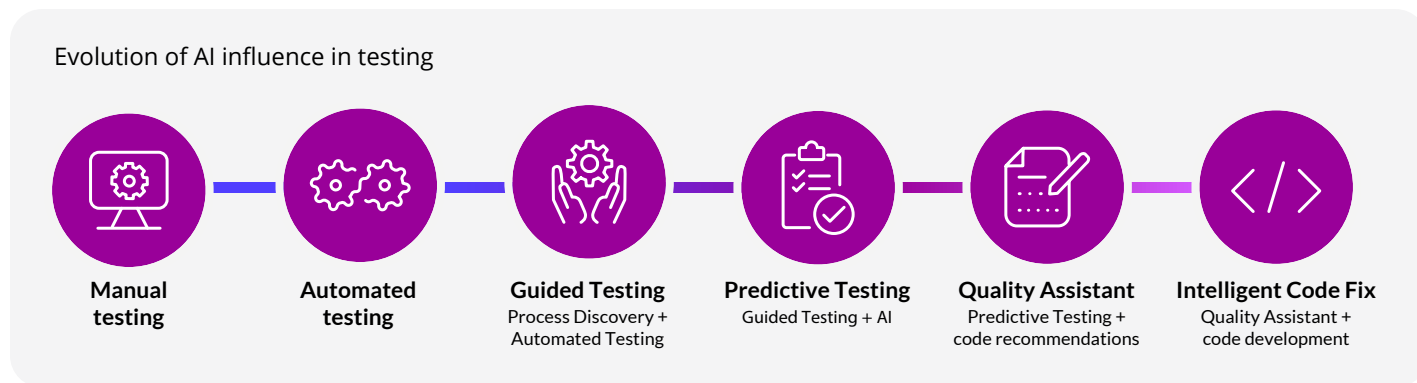 Evolution of AI influence in testing
Manual
testing
Automated
testing
Guided Testing
Process Discovery +
Automated Testing
Predictive Testing
Guided Testing + AI
Quality Assistant
Predictive Testing +
code recommendations
Intelligent Code Fix
Quality Assistant +
code development